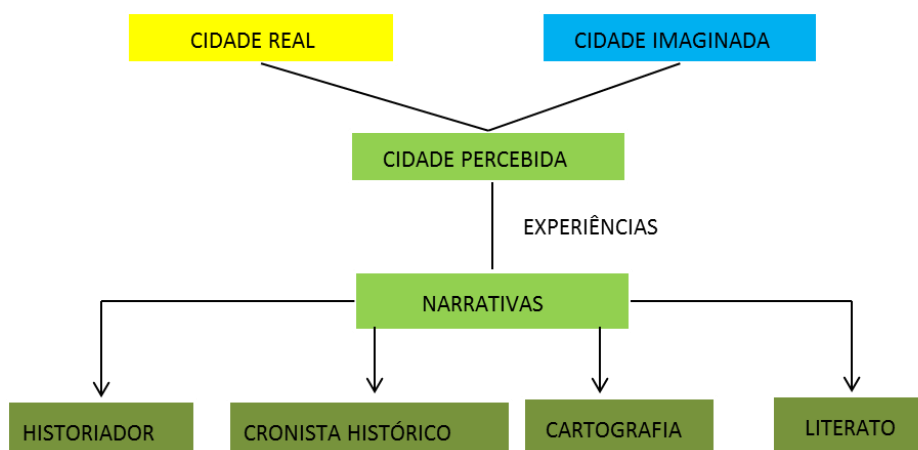 CIDADE REAL
CIDADE IMAGINADA
CIDADE PERCEBIDA
EXPERIÊNCIAS
NARRATIVAS
HISTORIADOR
CRONISTA HISTÓRICO
CARTOGRAFIA
LITERATO